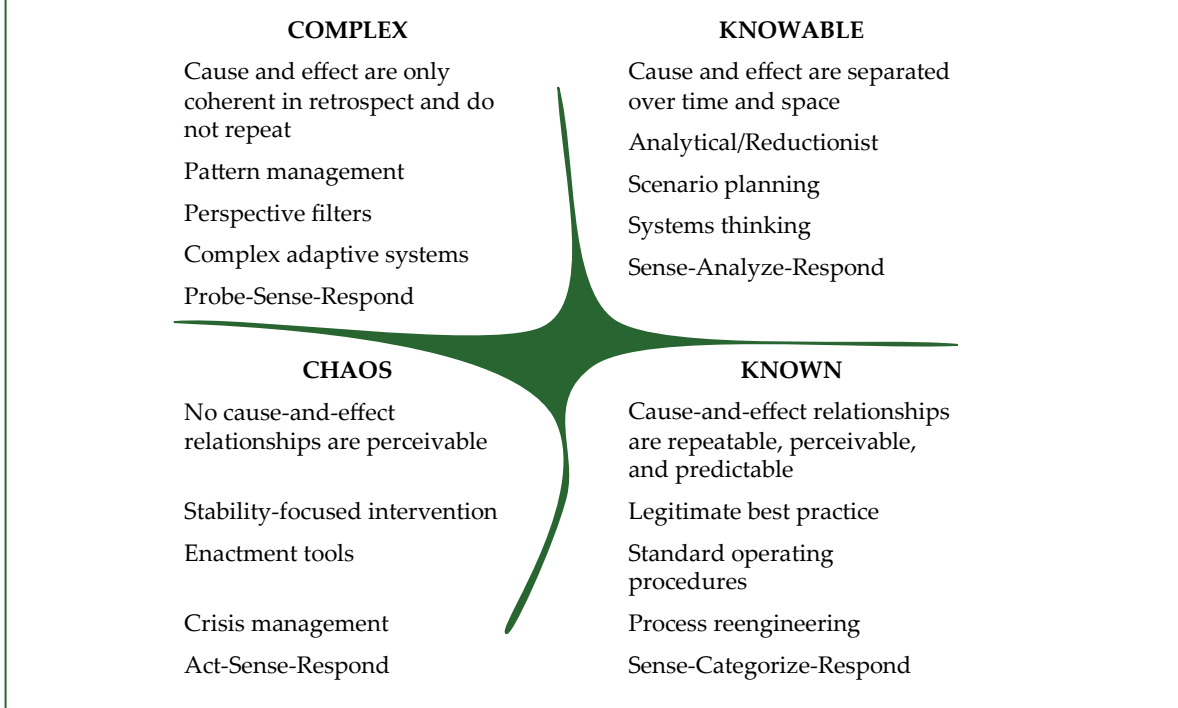 COMPLEX
Cause and effect are only
coherent in retrospect and do
not repeat
Pattern management
Perspective filters
Complex adaptive systems
Probe-Sense-Respond
KNOWABLE
Cause and effect are separated
over time and space
Analytical/Reductionist
Scenario planning
Systems thinking
Sense-Analyze-Respond
CHAOS
No cause-and-effect
relationships are perceivable
Stability-focused intervention
Enactment tools
Crisis management
Act-Sense-Respond
KNOWN
Cause-and-effect relationships
are repeatable, perceivable,
and predictable
Legitimate best practice
Standard operating
procedures
Process reengineering
Sense-Categorize-Respond